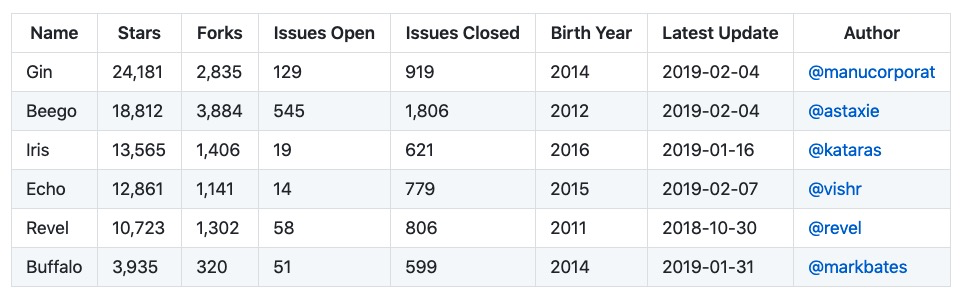 Name Stars Forks Issues Open Issues Closed Birth Year Latest Update Author
Gin 24,181 2,835 129 919 2014 2019-02-04 @manucorporat
Beego 18,812 3,884 545 1,806 2012 2019-02-04 @astaxie
Iris 13,565 1,406 19 621 2016 2019-01-16 @kataras
Echo 12,861 1,141 14 779 2015 2019-02-07 @vishr
Revel 10,723 1,302 58 806 2011 2018-10-30 @revel
Buffalo 3,935 320 51 599 2014 2019-01-31 @markbates